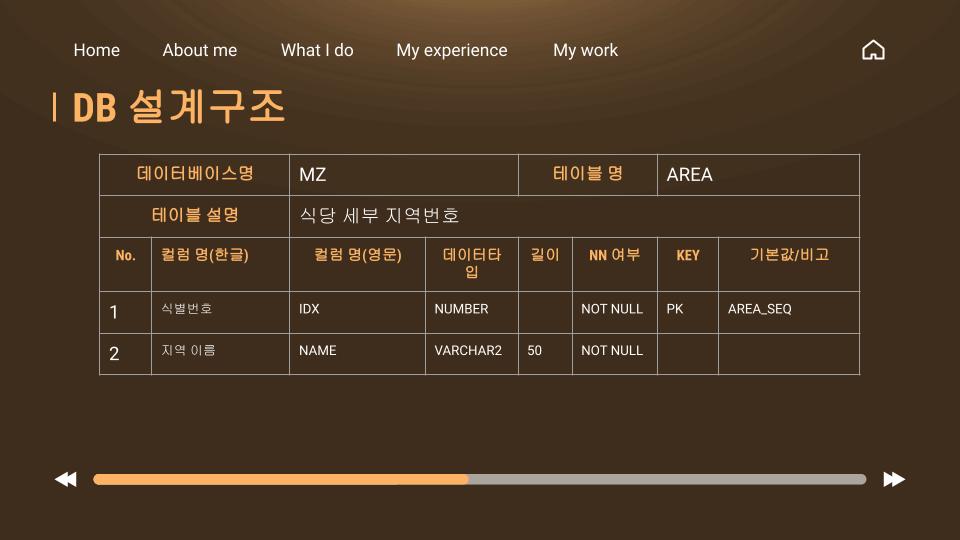 Home About me What I do My experience My work
DB 설계구조
데이터베이스명 MZ 테이블 명 AREA
테이블 설명 식당 세부 지역번호
No. 컬럼 명(한글) 컬럼 명(영문) 데이터타입 길이 NN 여부 KEY 기본값/비고
1 식별번호 IDX NUMBER NOT NULL PK AREA_SEQ
2 지역 이름 NAME VARCHAR2 50 NOT NULL